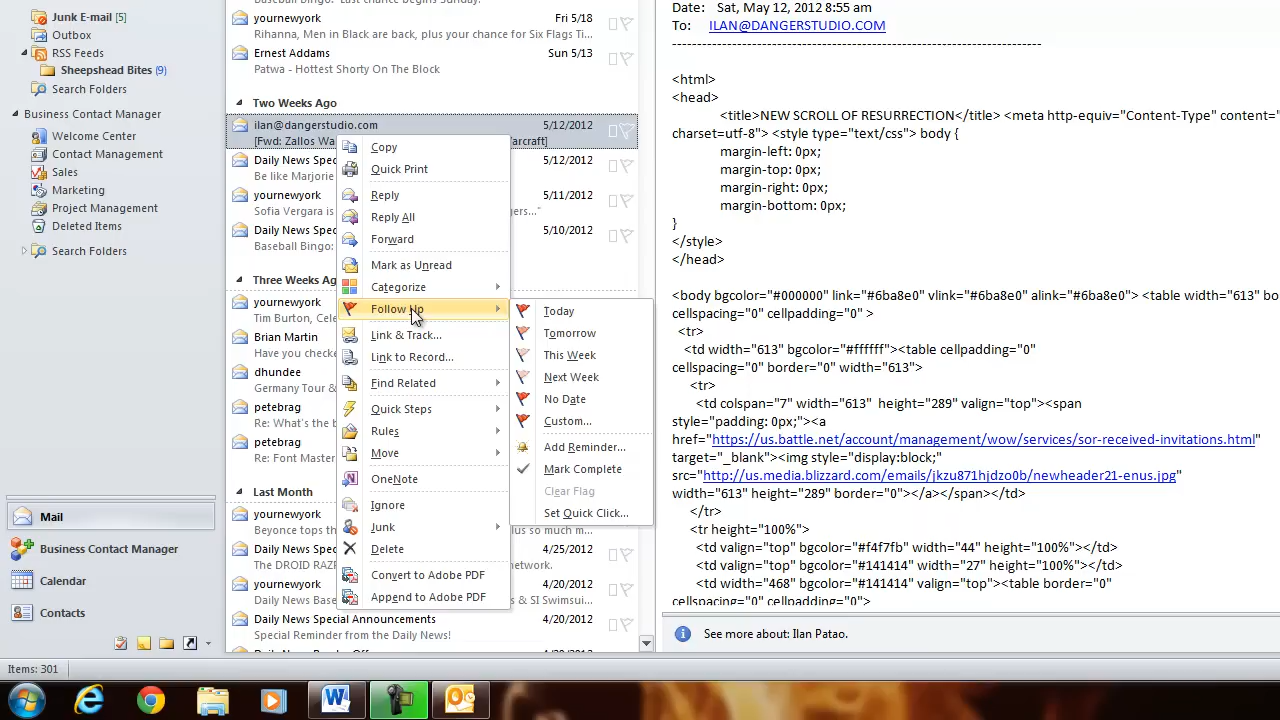 Junk E-mail [5]
Outbox
RSS Feeds
Sheepshead Bites (9)
Search Folders
Business Contact Manager
Welcome Center
Contact Management
Sales
Marketing
Project Management
Deleted Items
Search Folders
Mail
Business Contact Manager
Calendar
Contacts
Items: 301
yournewyork Fri 5/18
Rihanna, Men in Black are back, plus your chance for Six Flags Ti...
Ernest Addams Sun 5/13
Patwa - Hottest Shorty On The Block
Two Weeks Ago
ilan@dangerstudio.com 5/12/2012
[Fwd: Zallos Wa arcraft]
Daily News Spec 5/12/2012
Be like Marjorie
yournewyork 5/11/2012
Sofia Vergara is gers..."
Daily News Spec 5/10/2012
Baseball Bingo:
Three Weeks Ag
yournewyork
Tim Burton, Cele
Brian Martin
Have you checke
dhundee
Germany Tour &
petebrag
Re: What's the b
petebrag
Re: Font Master
Last Month
yournewyork
Beyonce tops th us so much m...
Daily News Spec 4/25/2012
The DROID RAZR network.
yournewyork 4/20/2012
Daily News Base & SI Swimsui...
Daily News Special Announcements 4/20/2012
Special Reminder from the Daily News!
Copy
Quick Print
Reply
Reply All
Forward
Mark as Unread
Categorize
Follow Up
Link & Track...
Link to Record...
Find Related
Quick Steps
Rules
Move
OneNote
Ignore
Junk
Delete
Convert to Adobe PDF
Append to Adobe PDF
Today
Tomorrow
This Week
Next Week
No Date
Custom...
Add Reminder...
Mark Complete
Clear Flag
Set Quick Click...
Date: Sat, May 12, 2012 8:55 am
To: ILAN@DANGERSTUDIO.COM
--------------------------------------------------------------------------
<html>
<head>
<title>NEW SCROLL OF RESURRECTION</title> <meta http-equiv="Content-Type" content="
charset=utf-8"> <style type="text/css"> body {
margin-left: 0px;
margin-top: 0px;
margin-right: 0px;
margin-bottom: 0px;
}
</style>
</head>
<body bgcolor="#000000" link="#6ba8e0" vlink="#6ba8e0" alink="#6ba8e0"> <table width="613" bo
cellspacing="0" cellpadding="0" >
<tr>
<td width="613" bgcolor="#ffffff"><table cellpadding="0"
cellspacing="0" border="0" width="613">
<tr>
<td colspan="7" width="613" height="289" valign="top"><span
style="padding: 0px;"><a
href="https://us.battle.net/account/management/wow/services/sor-received-invitations.html"
target="_blank"><img style="display:block;"
src="http://us.media.blizzard.com/emails/jkzu871hjdzo0b/newheader21-enus.jpg"
width="613" height="289" border="0"></a></span></td>
</tr>
<tr height="100%">
<td valign="top" bgcolor="#f4f7fb" width="44" height="100%"></td>
<td valign="top" bgcolor="#141414" width="27" height="100%"></td>
<td width="468" bgcolor="#141414" valign="top"><table border="0"
cellspacing="0" cellpadding="0">
See more about: Ilan Patao.